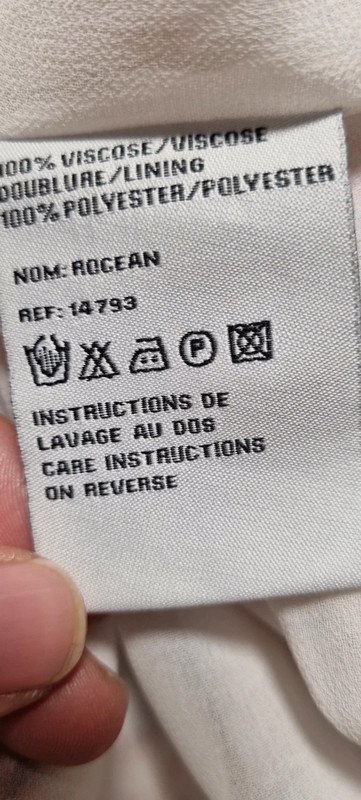 100% VISCOSE/VISCOSE
DOUBLURE/LINING
100% POLYESTER/POLYESTER
NOM: ROCEAN
REF: 14793
P
INSTRUCTIONS DE
LAVAGE AU DOS
CARE INSTRUCTIONS
ON REVERSE